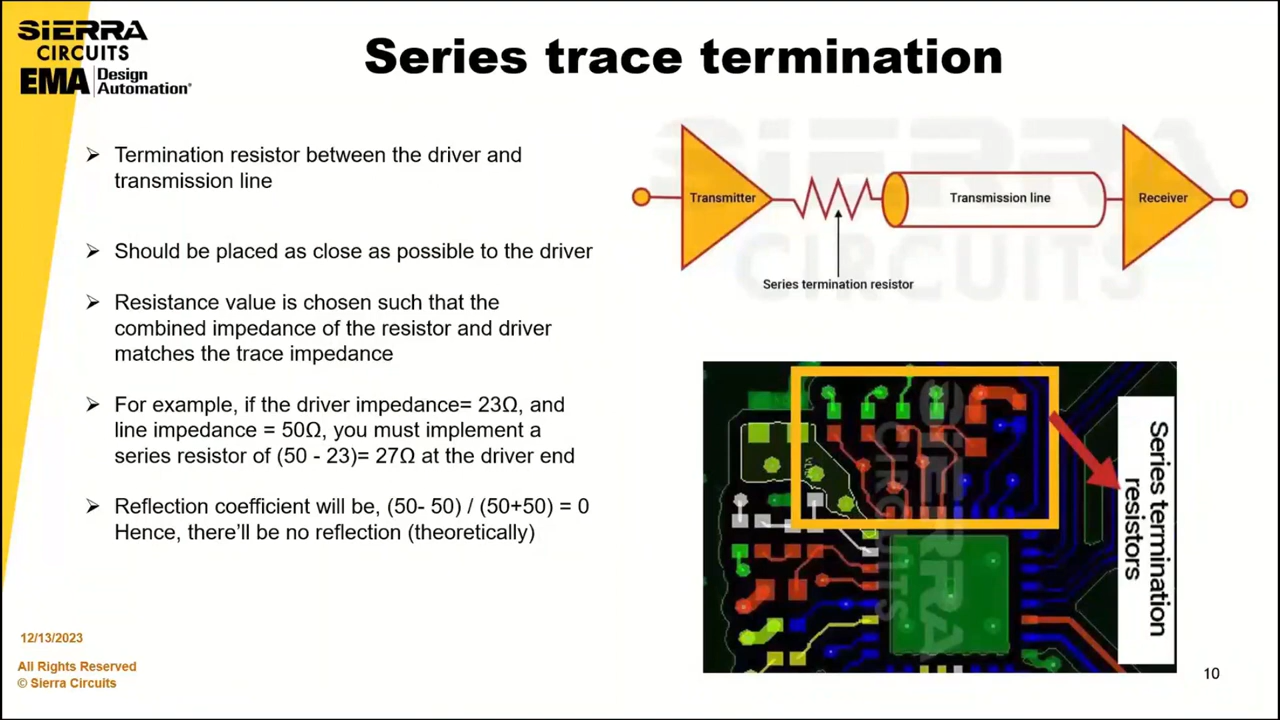 SIERRA
CIRCUITS
EMA Design
Automation®
Series trace termination
➢ Termination resistor between the driver and
transmission line
➢ Should be placed as close as possible to the driver
➢ Resistance value is chosen such that the
combined impedance of the resistor and driver
matches the trace impedance
➢ For example, if the driver impedance= 23Ω, and
line impedance = 50Ω, you must implement a
series resistor of (50 - 23)= 27Ω at the driver end
➢ Reflection coefficient will be, (50- 50) / (50+50) = 0
Hence, there'll be no reflection (theoretically)
SIERRA
CIRCUITS
Transmitter
Transmission line
Receiver
Series termination resistor
SIERRA
CIRCUITS
Series termination
resistors
12/13/2023
All Rights Reserved
© Sierra Circuits
10